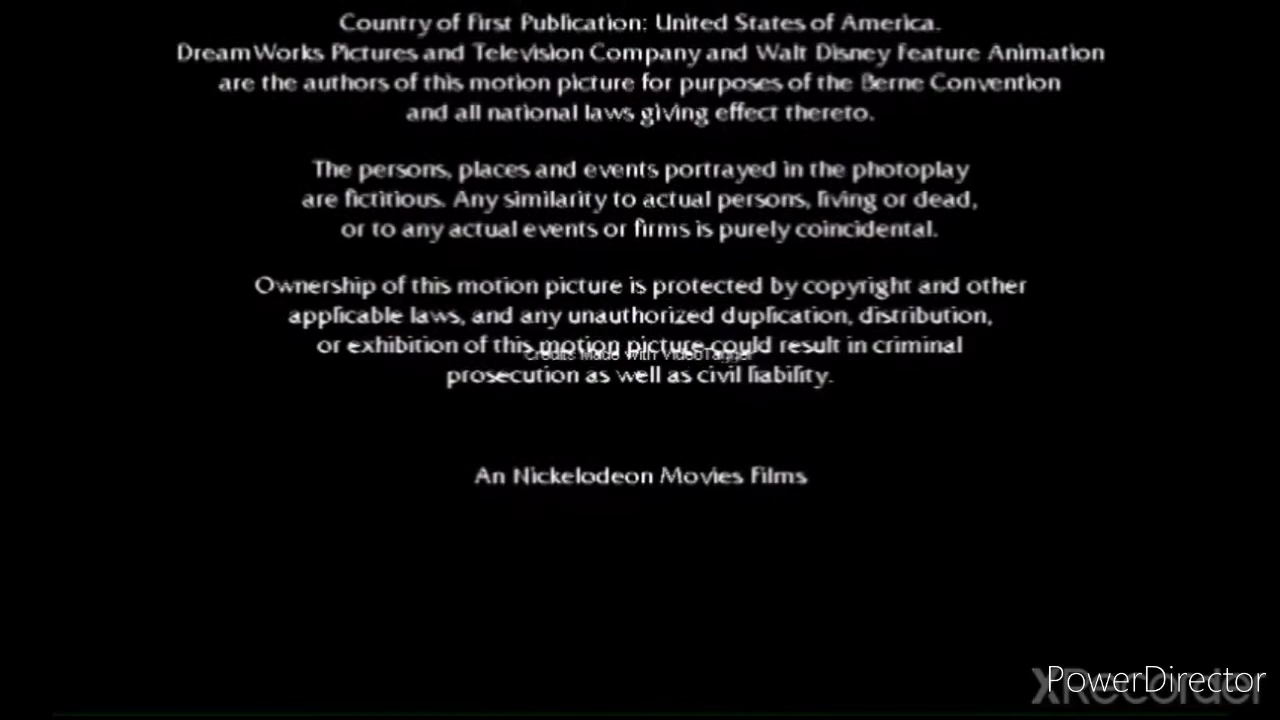 Country of First Publication: United States of America.
DreamWorks Pictures and Television Company and Walt Disney Feature Animation
are the authors of this motion picture for purposes of the Berne Convention
and all national laws giving effect thereto.
The persons, places and events portrayed in the photoplay
are fictitious. Any similarity to actual persons, living or dead,
or to any actual events or firms is purely coincidental.
Ownership of this motion picture is protected by copyright and other
applicable laws, and any unauthorized duplication, distribution,
or exhibition of this motion picture could result in criminal
Credits Made With VideoTagger
prosecution as well as civil liability.
An Nickelodeon Movies Films
XRecorder
PowerDirector